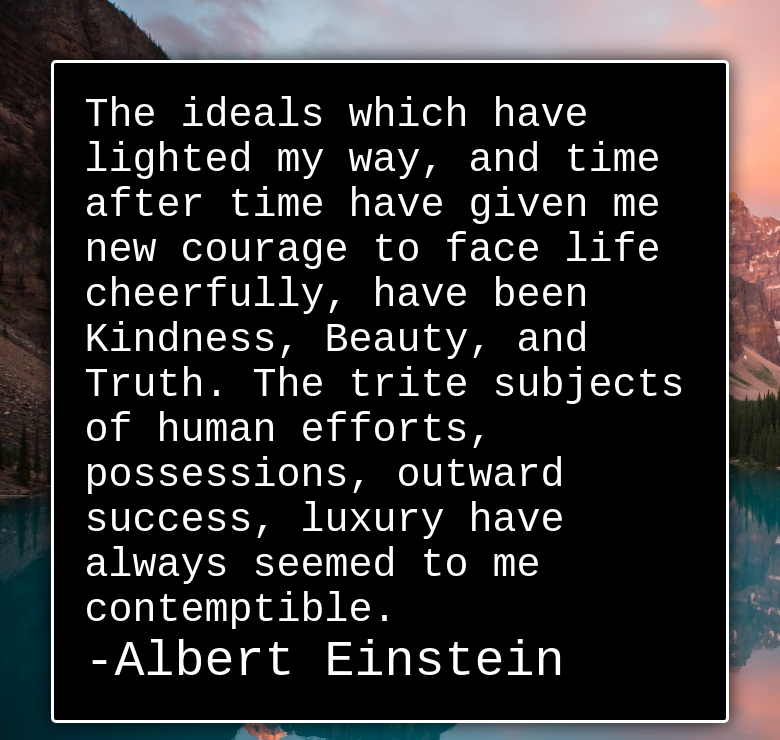 The ideals which have
lighted my way, and time
after time have given me
new courage to face life
cheerfully, have been
Kindness, Beauty, and
Truth. The trite subjects
of human efforts,
possessions, outward
success, luxury have
always seemed to me
contemptible.
-Albert Einstein